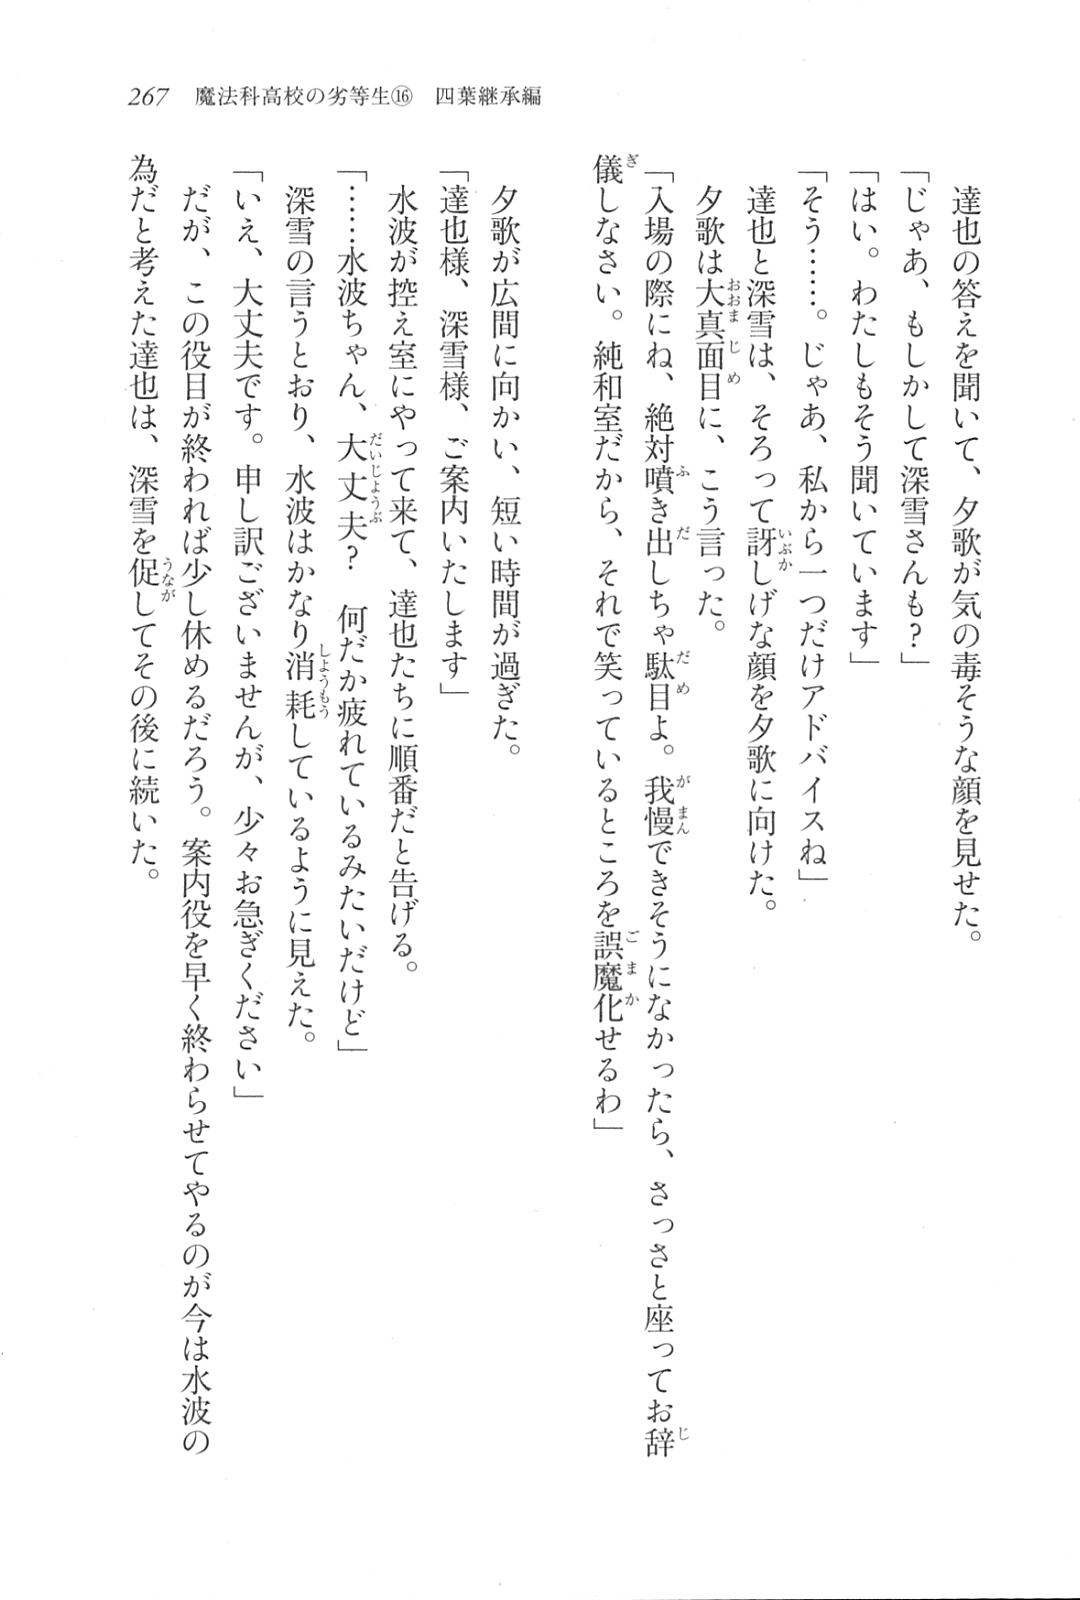 267　魔法科高校の劣等生⑯　四葉継承編
　達也の答えを聞いて、夕歌が気の毒そうな顔を見せた。
「じゃあ、もしかして深雪さんも？」
「はい。わたしもそう聞いています」
「そう……。じゃあ、私から一つだけアドバイスね」
　達也と深雪は、そろって訝しげな顔を夕歌に向けた。
　夕歌は大真面目に、こう言った。
「入場の際にね、絶対噴き出しちゃ駄目よ。我慢できそうになかったら、さっさと座ってお辞
儀しなさい。純和室だから、それで笑っているところを誤魔化せるわ」
　夕歌が広間に向かい、短い時間が過ぎた。
「達也様、深雪様、ご案内いたします」
　水波が控え室にやって来て、達也たちに順番だと告げる。
「……水波ちゃん、大丈夫？　何だか疲れているみたいだけど」
　深雪の言うとおり、水波はかなり消耗しているように見えた。
「いえ、大丈夫です。申し訳ございませんが、少々お急ぎください」
　だが、この役目が終われば少し休めるだろう。案内役を早く終わらせてやるのが今は水波の
為だと考えた達也は、深雪を促してその後に続いた。